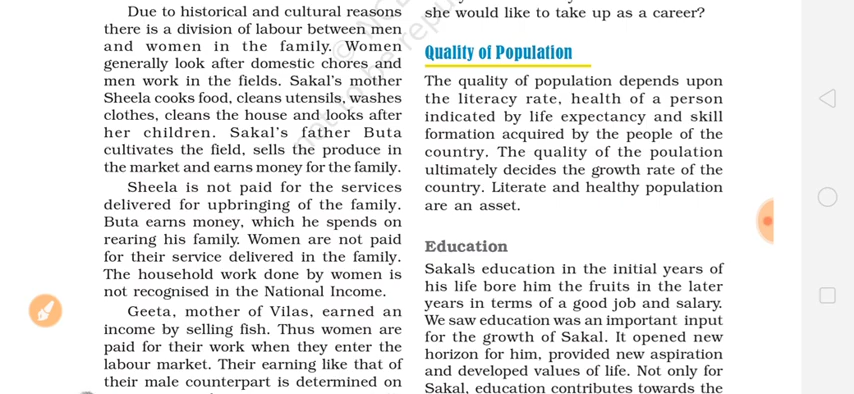 Due to historical and cultural reasons
there is a division of labour between men
and women in the family. Women
generally look after domestic chores and
men work in the fields. Sakal's mother
Sheela cooks food, cleans utensils, washes
clothes, cleans the house and looks after
her children. Sakal's father Buta
cultivates the field, sells the produce in
the market and earns money for the family.
Sheela is not paid for the services
delivered for upbringing of the family.
Buta earns money, which he spends on
rearing his family. Women are not paid
for their service delivered in the family.
The household work done by women is
not recognised in the National Income.
Geeta, mother of Vilas, earned an
income by selling fish. Thus women are
paid for their work when they enter the
labour market. Their earning like that of
their male counterpart is determined on
she would like to take up as a career?
Quality of Population
The quality of population depends upon
the literacy rate, health of a person
indicated by life expectancy and skill
formation acquired by the people of the
country. The quality of the poulation
ultimately decides the growth rate of the
country. Literate and healthy population
are an asset.
Education
Sakal's education in the initial years of
his life bore him the fruits in the later
years in terms of a good job and salary.
We saw education was an important input
for the growth of Sakal. It opened new
horizon for him, provided new aspiration
and developed values of life. Not only for
Sakal, education contributes towards the